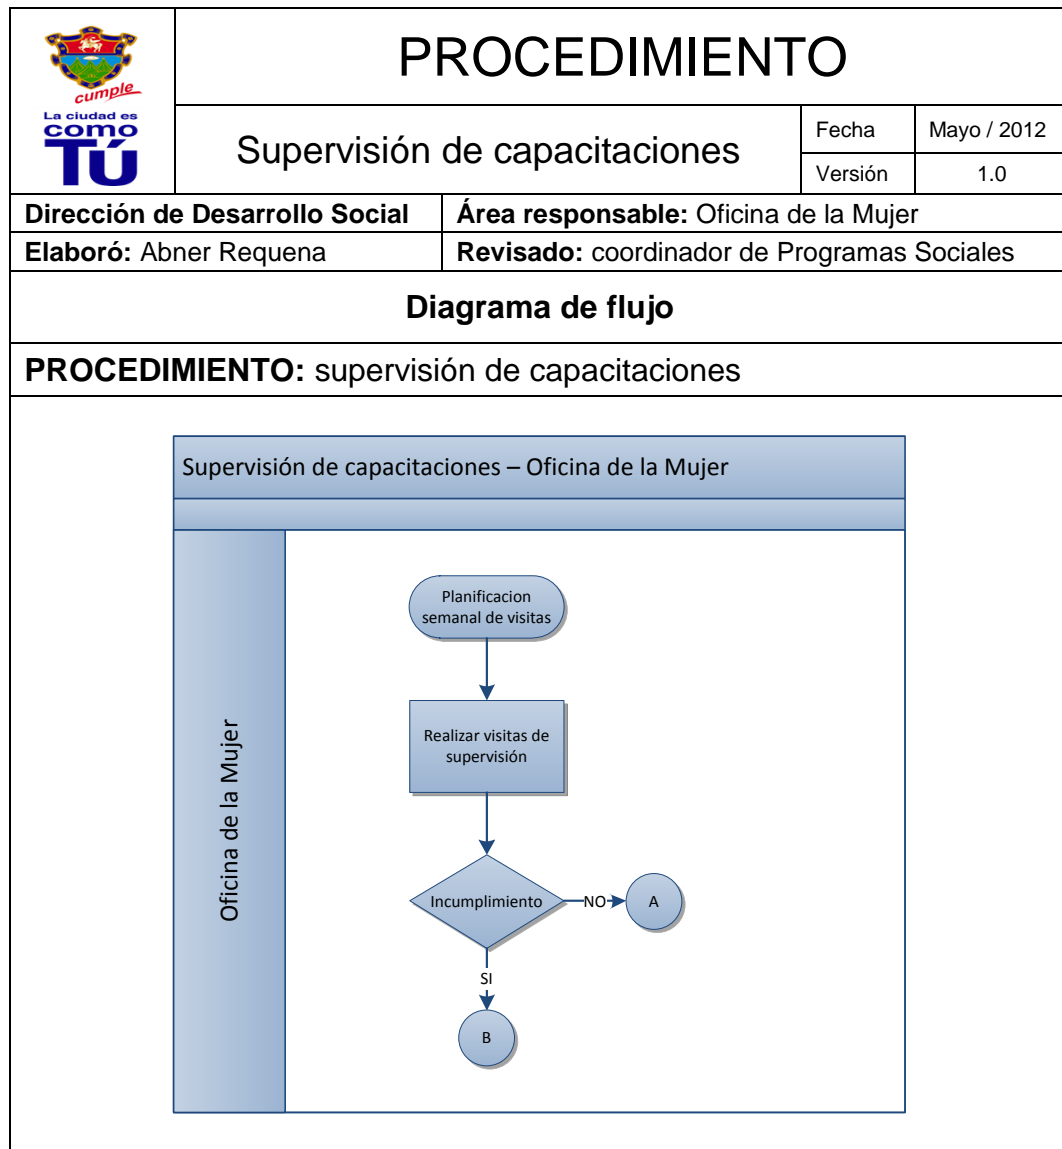 cumple
La ciudad es
como
TÚ
PROCEDIMIENTO
Supervisión de capacitaciones
Fecha
Mayo / 2012
Versión
1.0
Dirección de Desarrollo Social
Área responsable: Oficina de la Mujer
Elaboró: Abner Requena
Revisado: coordinador de Programas Sociales
Diagrama de flujo
PROCEDIMIENTO: supervisión de capacitaciones
Supervisión de capacitaciones – Oficina de la Mujer
Oficina de la Mujer
Planificacion
semanal de visitas
Realizar visitas de
supervisión
Incumplimiento
NO
A
SI
B